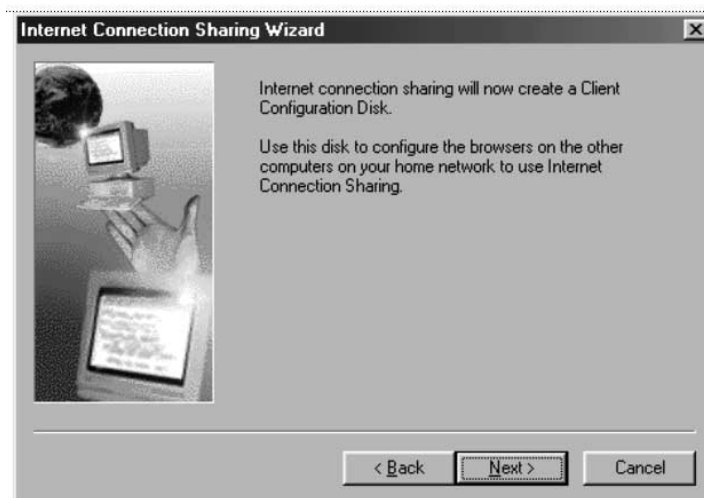 Internet Connection Sharing Wizard
Internet connection sharing will now create a Client
Configuration Disk.
Use this disk to configure the browsers on the other
computers on your home network to use Internet
Connection Sharing.
< Back
Next >
Cancel